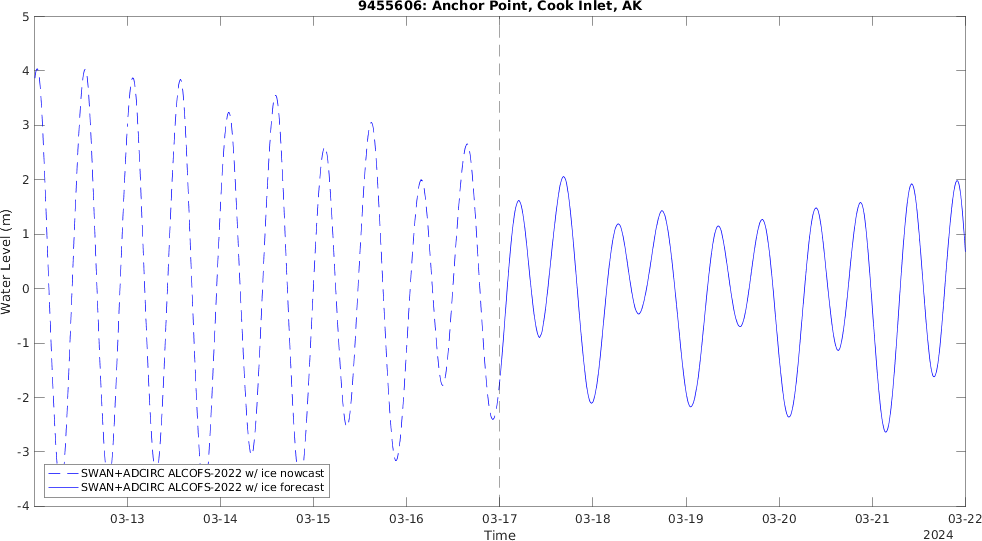 9455606: Anchor Point, Cook Inlet, AK
5
4
3
2
1
0
-1
-2
-3
-4
Water Level (m)
SWAN+ADCIRC ALCOFS-2022 w/ ice nowcast
SWAN+ADCIRC ALCOFS-2022 w/ ice forecast
03-13 03-14 03-15 03-16 03-17 03-18 03-19 03-20 03-21 03-22
Time
2024